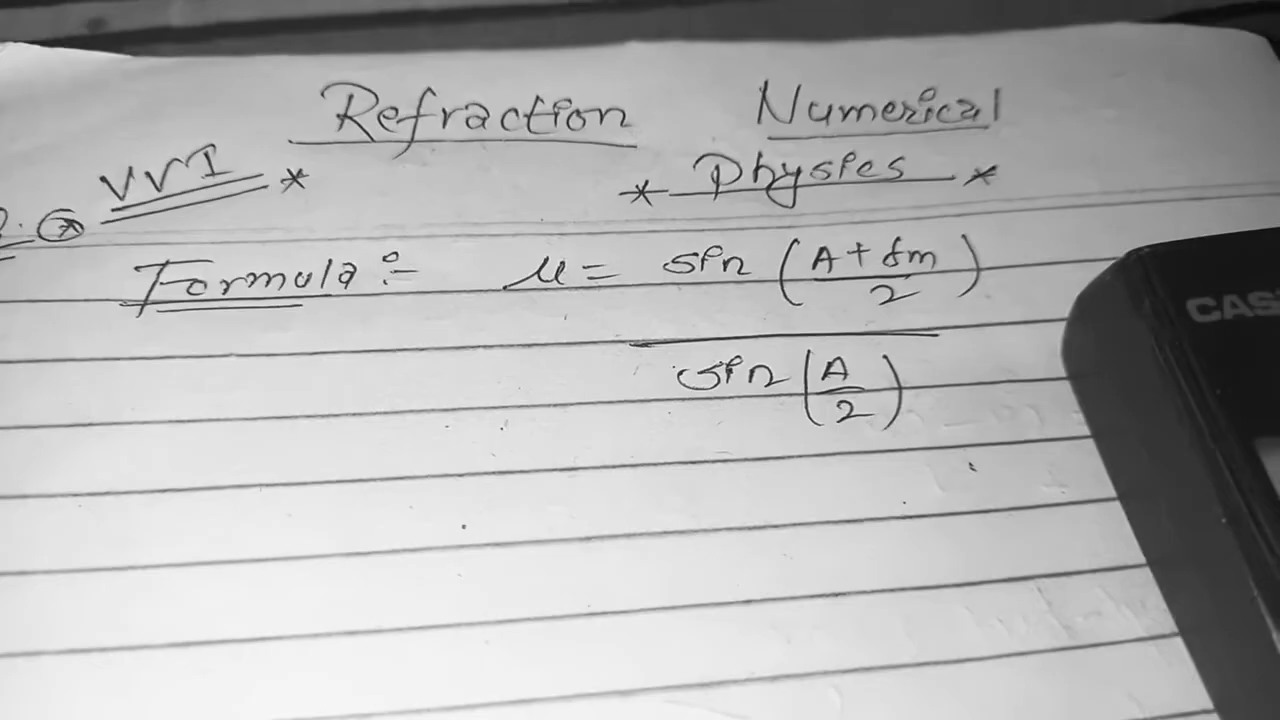 Refraction Numerical
VVI * * Physics *
Formula :- μ = sin (A + δm / 2)
sin (A / 2)
CAS